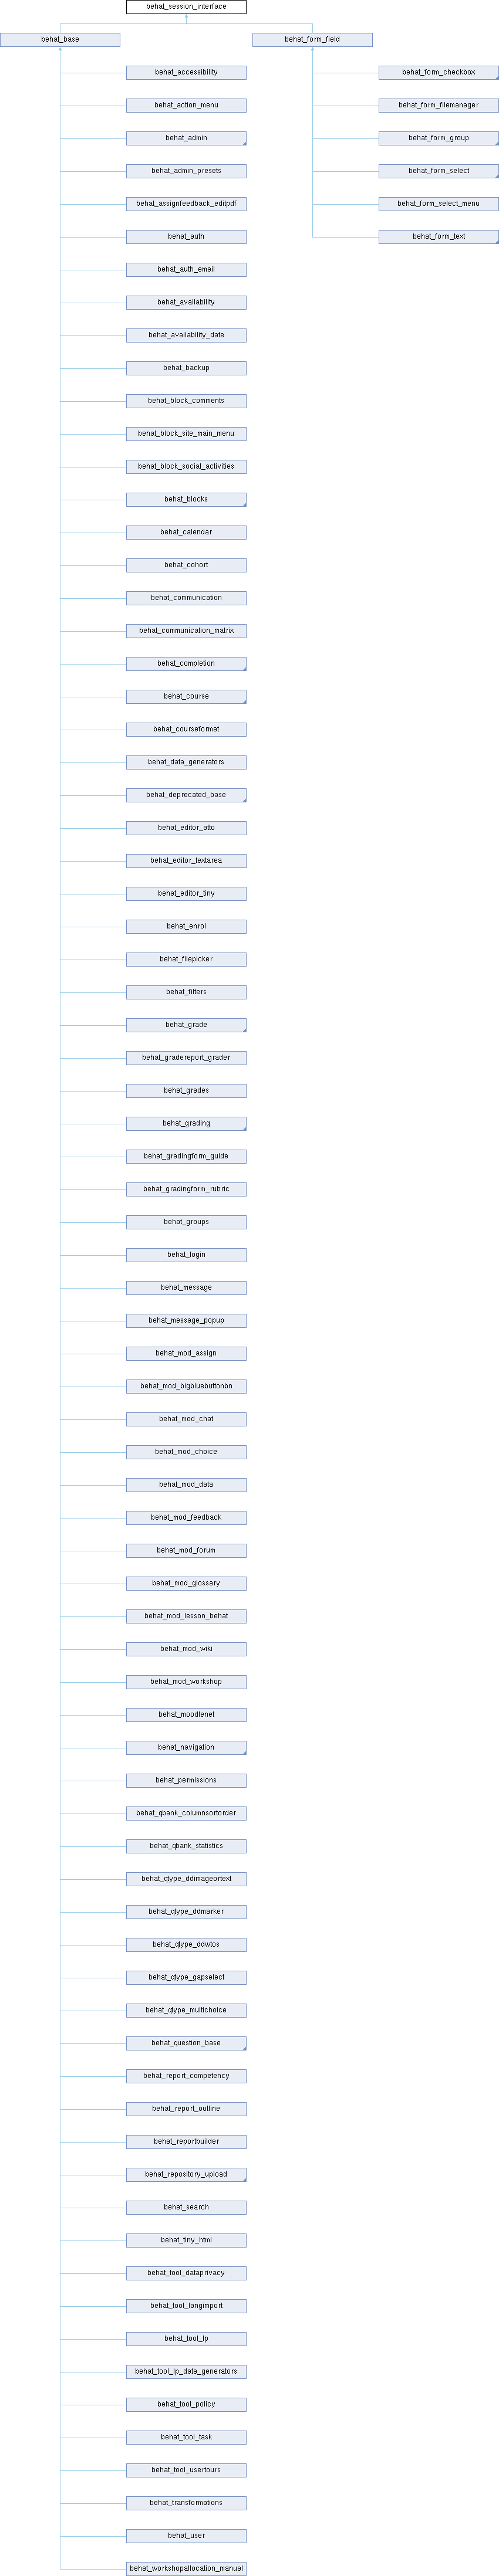 behat_session_interface
behat_base
behat_form_field
behat_accessibility
behat_form_checkbox
behat_action_menu
behat_form_filemanager
behat_admin
behat_form_group
behat_admin_presets
behat_form_select
behat_assignfeedback_editpdf
behat_form_select_menu
behat_auth
behat_form_text
behat_auth_email
behat_availability
behat_availability_date
behat_backup
behat_block_comments
behat_block_site_main_menu
behat_block_social_activities
behat_blocks
behat_calendar
behat_cohort
behat_communication
behat_communication_matrix
behat_completion
behat_course
behat_courseformat
behat_data_generators
behat_deprecated_base
behat_editor_atto
behat_editor_textarea
behat_editor_tiny
behat_enrol
behat_filepicker
behat_filters
behat_grade
behat_gradereport_grader
behat_grades
behat_grading
behat_gradingform_guide
behat_gradingform_rubric
behat_groups
behat_login
behat_message
behat_message_popup
behat_mod_assign
behat_mod_bigbluebuttonbn
behat_mod_chat
behat_mod_choice
behat_mod_data
behat_mod_feedback
behat_mod_forum
behat_mod_glossary
behat_mod_lesson_behat
behat_mod_wiki
behat_mod_workshop
behat_moodlenet
behat_navigation
behat_permissions
behat_qbank_columnsortorder
behat_qbank_statistics
behat_qtype_ddimageortext
behat_qtype_ddmarker
behat_qtype_ddwtos
behat_qtype_gapselect
behat_qtype_multichoice
behat_question_base
behat_report_competency
behat_report_outline
behat_reportbuilder
behat_repository_upload
behat_search
behat_tiny_html
behat_tool_dataprivacy
behat_tool_langimport
behat_tool_lp
behat_tool_lp_data_generators
behat_tool_policy
behat_tool_task
behat_tool_usertours
behat_transformations
behat_user
behat_workshopallocation_manual